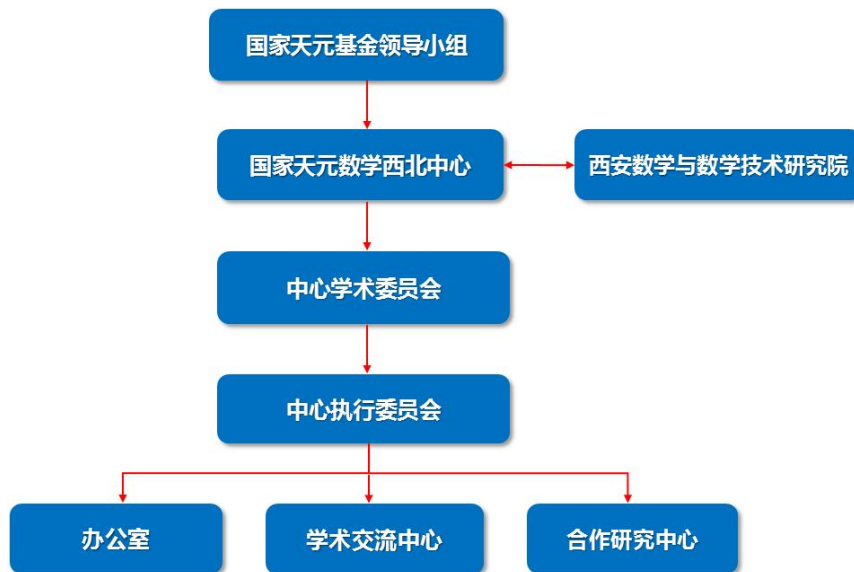 国家天元基金领导小组
国家天元数学西北中心
西安数学与数学技术研究院
中心学术委员会
中心执行委员会
办公室
学术交流中心
合作研究中心